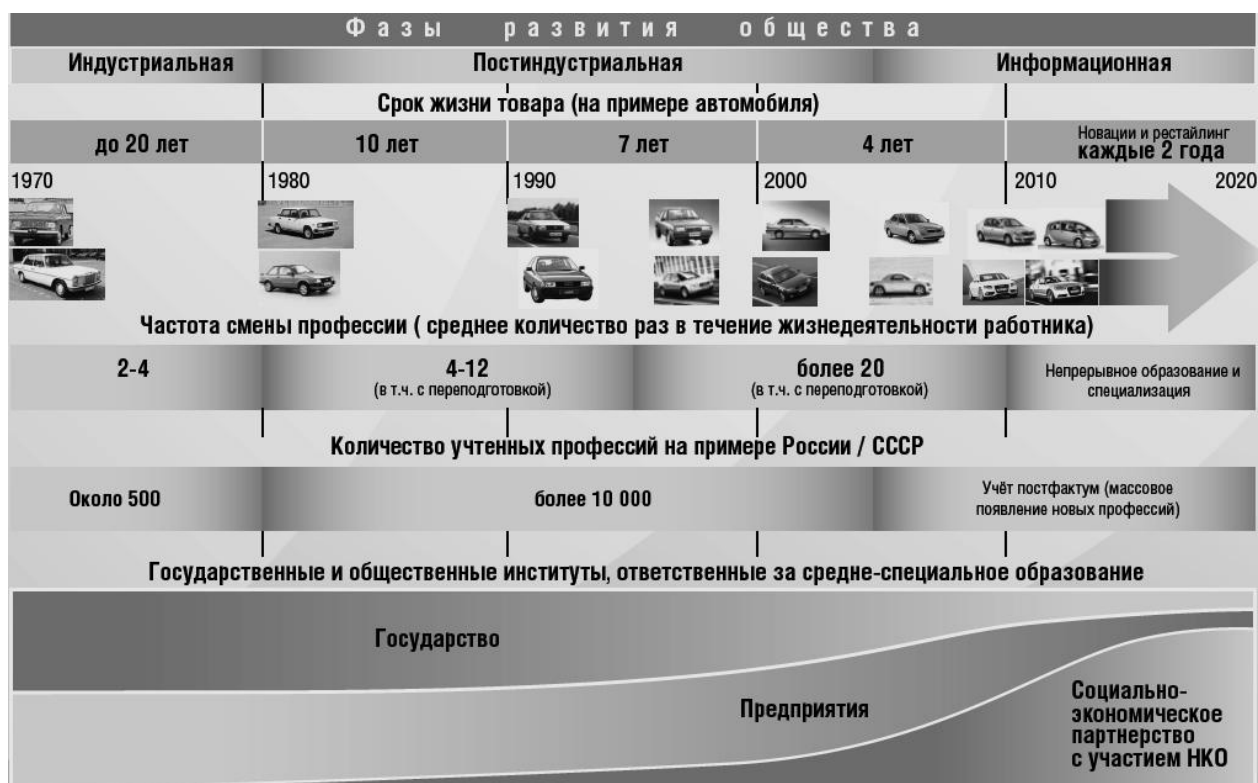 Фазы развития общества
Индустриальная Постиндустриальная Информационная
Срок жизни товара (на примере автомобиля)
до 20 лет 10 лет 7 лет 4 лет Новации и рестайлинг
каждые 2 года
1970 1980 1990 2000 2010 2020
Частота смены профессии ( среднее количество раз в течение жизнедеятельности работника)
2-4 4-12 более 20
(в т.ч. с переподготовкой) (в т.ч. с переподготовкой) Непрерывное образование и
специализация
Количество учтенных профессий на примере России / СССР
Около 500 более 10 000 Учёт постфактум (массовое
появление новых профессий)
Государственные и общественные институты, ответственные за средне-специальное образование
Государство
Предприятия
Социально-
экономическое
партнерство
с участием НКО